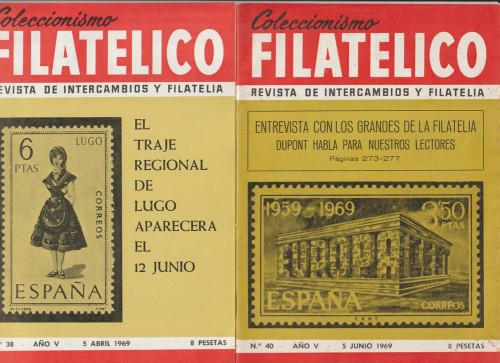 Coleccionismo
FILATELICO
REVISTA DE INTERCAMBIOS Y FILATELIA
6
PTAS
LUGO
CORREOS
ESPAÑA
EL
TRAJE
REGIONAL
DE
LUGO
APARECERA
EL
12 JUNIO
N.º 38 - AÑO V - 5 ABRIL 1969
8 PESETAS
Coleccionismo
FILATELICO
REVISTA DE INTERCAMBIOS Y FILATELIA
ENTREVISTA CON LOS GRANDES DE LA FILATELIA
DUPONT HABLA PARA NUESTROS LECTORES
Páginas 273-277
1959-1969
3,50
PTAS
ESPAÑA
CORREOS
N.º 40 - AÑO V - 5 JUNIO 1969
8 PESETAS